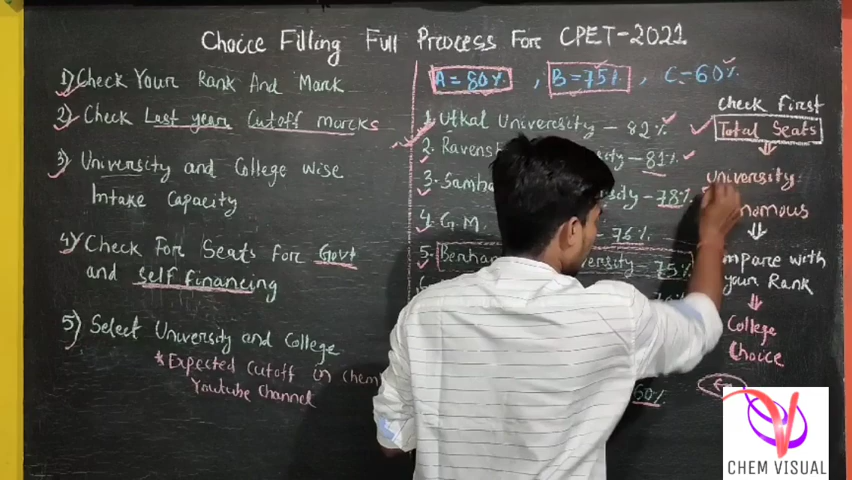 Choice Filling Full Process For CPET-2021
1) Check Your Rank And Mark
2) Check Last year Cutoff marks
3) University and College wise
Intake Capacity
4) Check For Seats for Govt
and self financing
5) Select University and College
* Expected Cutoff in Chem
Youtube Channel
A = 80%, B = 75%, C = 60%
1. Utkal University - 82%
2. Ravensh sity - 81%
3. Samba sity - 78%
4. G.M. - 76%
5. Berham ersity - 75%
60%
Check First
Total Seats
University
nomous
mpare with
your Rank
College
Choice
CHEM VISUAL